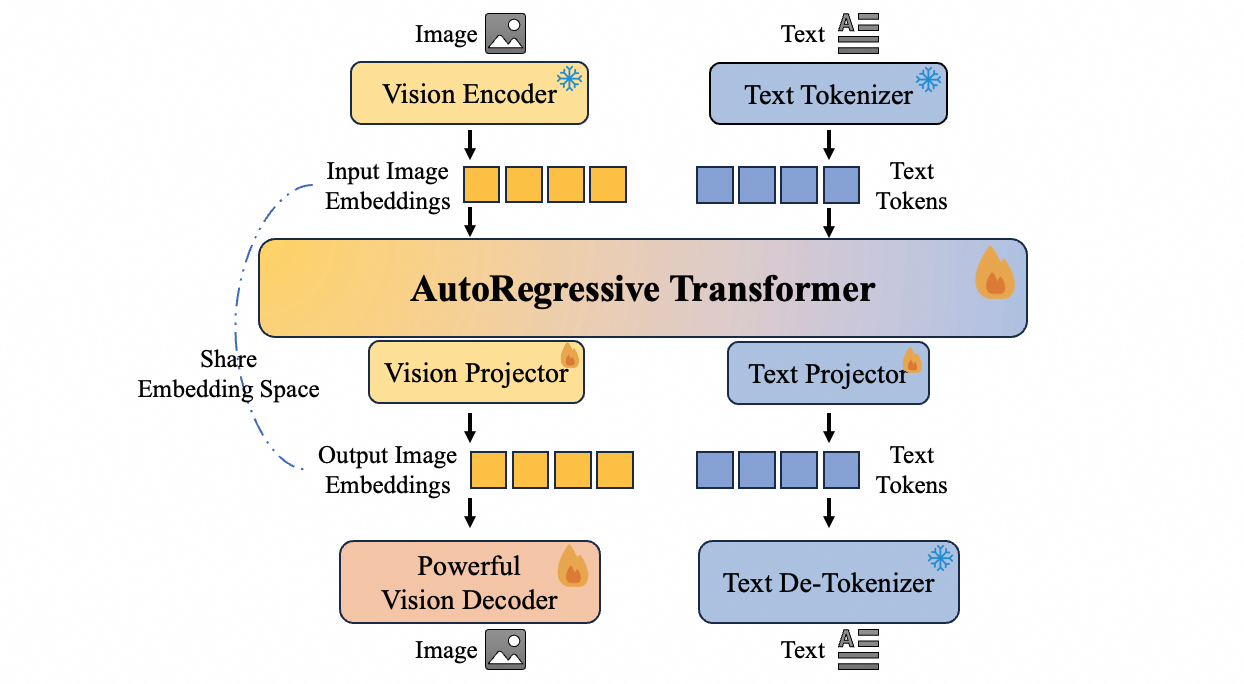 Image
Text
Vision Encoder
Text Tokenizer
Input Image
Embeddings
Text
Tokens
AutoRegressive Transformer
Vision Projector
Text Projector
Share
Embedding Space
Output Image
Embeddings
Text
Tokens
Powerful
Vision Decoder
Text De-Tokenizer
Image
Text